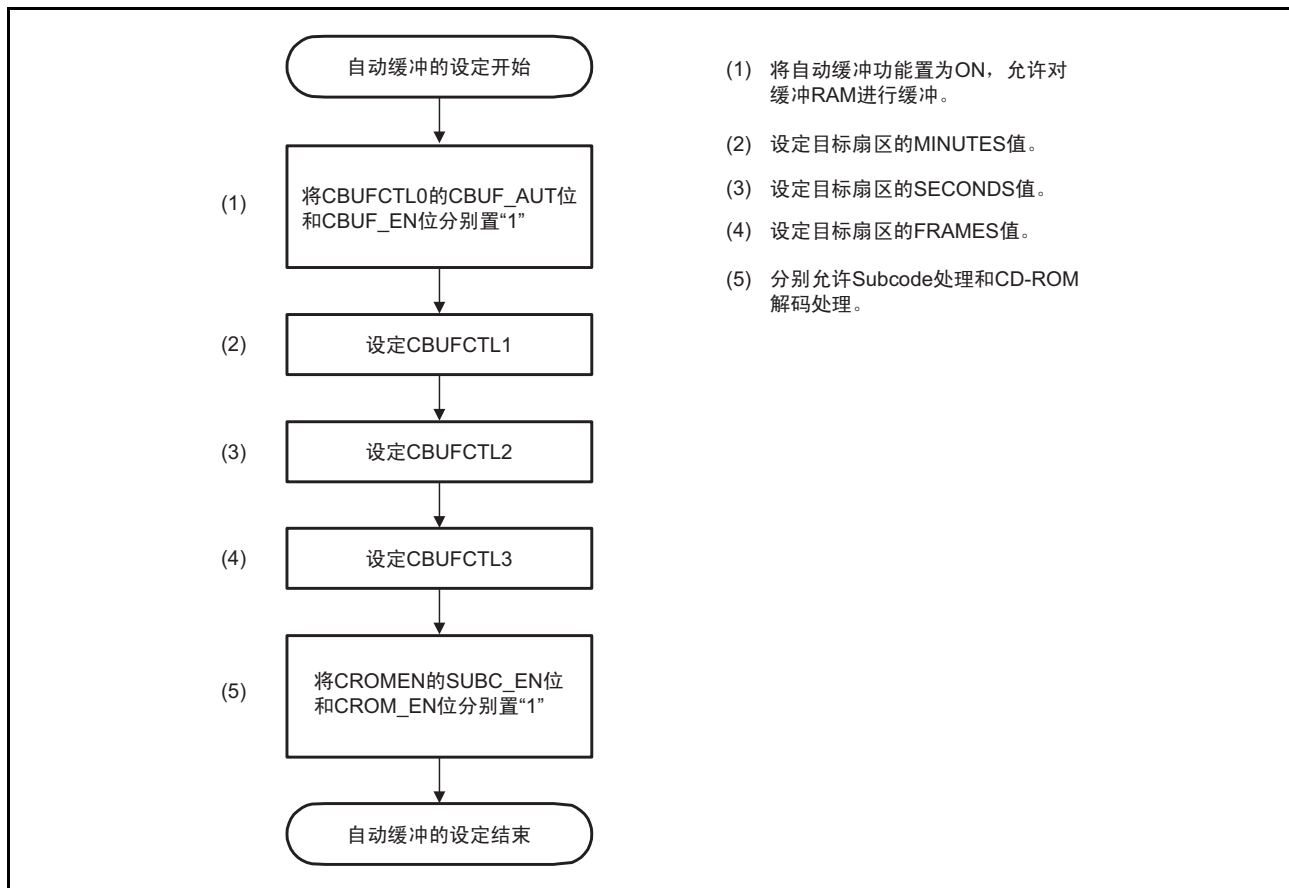 自动缓冲的设定开始
(1)
将CBUFCTL0的CBUF_AUT位
和CBUF_EN位分别置“1”
(2)
设定CBUFCTL1
(3)
设定CBUFCTL2
(4)
设定CBUFCTL3
(5)
将CROMEN的SUBC_EN位
和CROM_EN位分别置“1”
自动缓冲的设定结束
(1) 将自动缓冲功能置为ON，允许对
缓冲RAM进行缓冲。
(2) 设定目标扇区的MINUTES值。
(3) 设定目标扇区的SECONDS值。
(4) 设定目标扇区的FRAMES值。
(5) 分别允许Subcode处理和CD-ROM
解码处理。